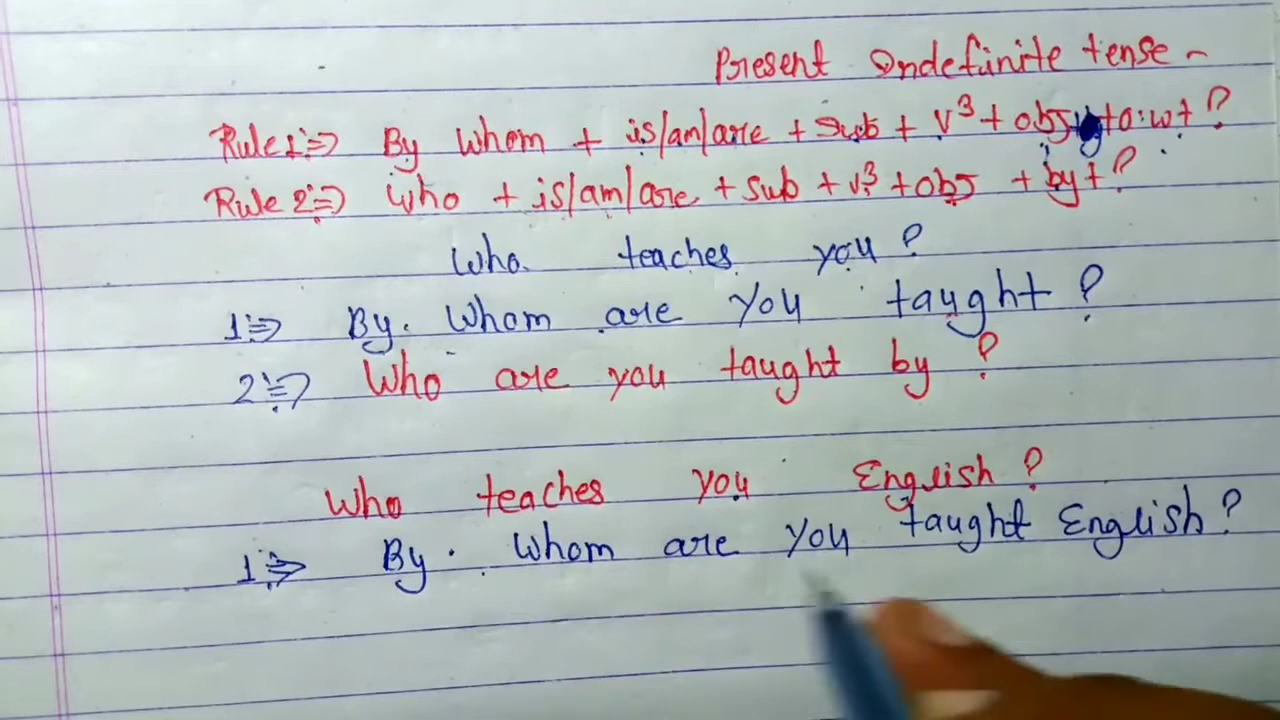 Present Indefinite tense -
Rule 1⇒ By Whom + is/am/are + Sub + V³ + obj + o.wt ?
Rule 2⇒ Who + is/am/are + Sub + V³ + obj + by + ?
Who teaches you ?
1⇒ By Whom are you taught ?
2⇒ Who are you taught by ?
Who teaches you English ?
1⇒ By Whom are you taught English ?